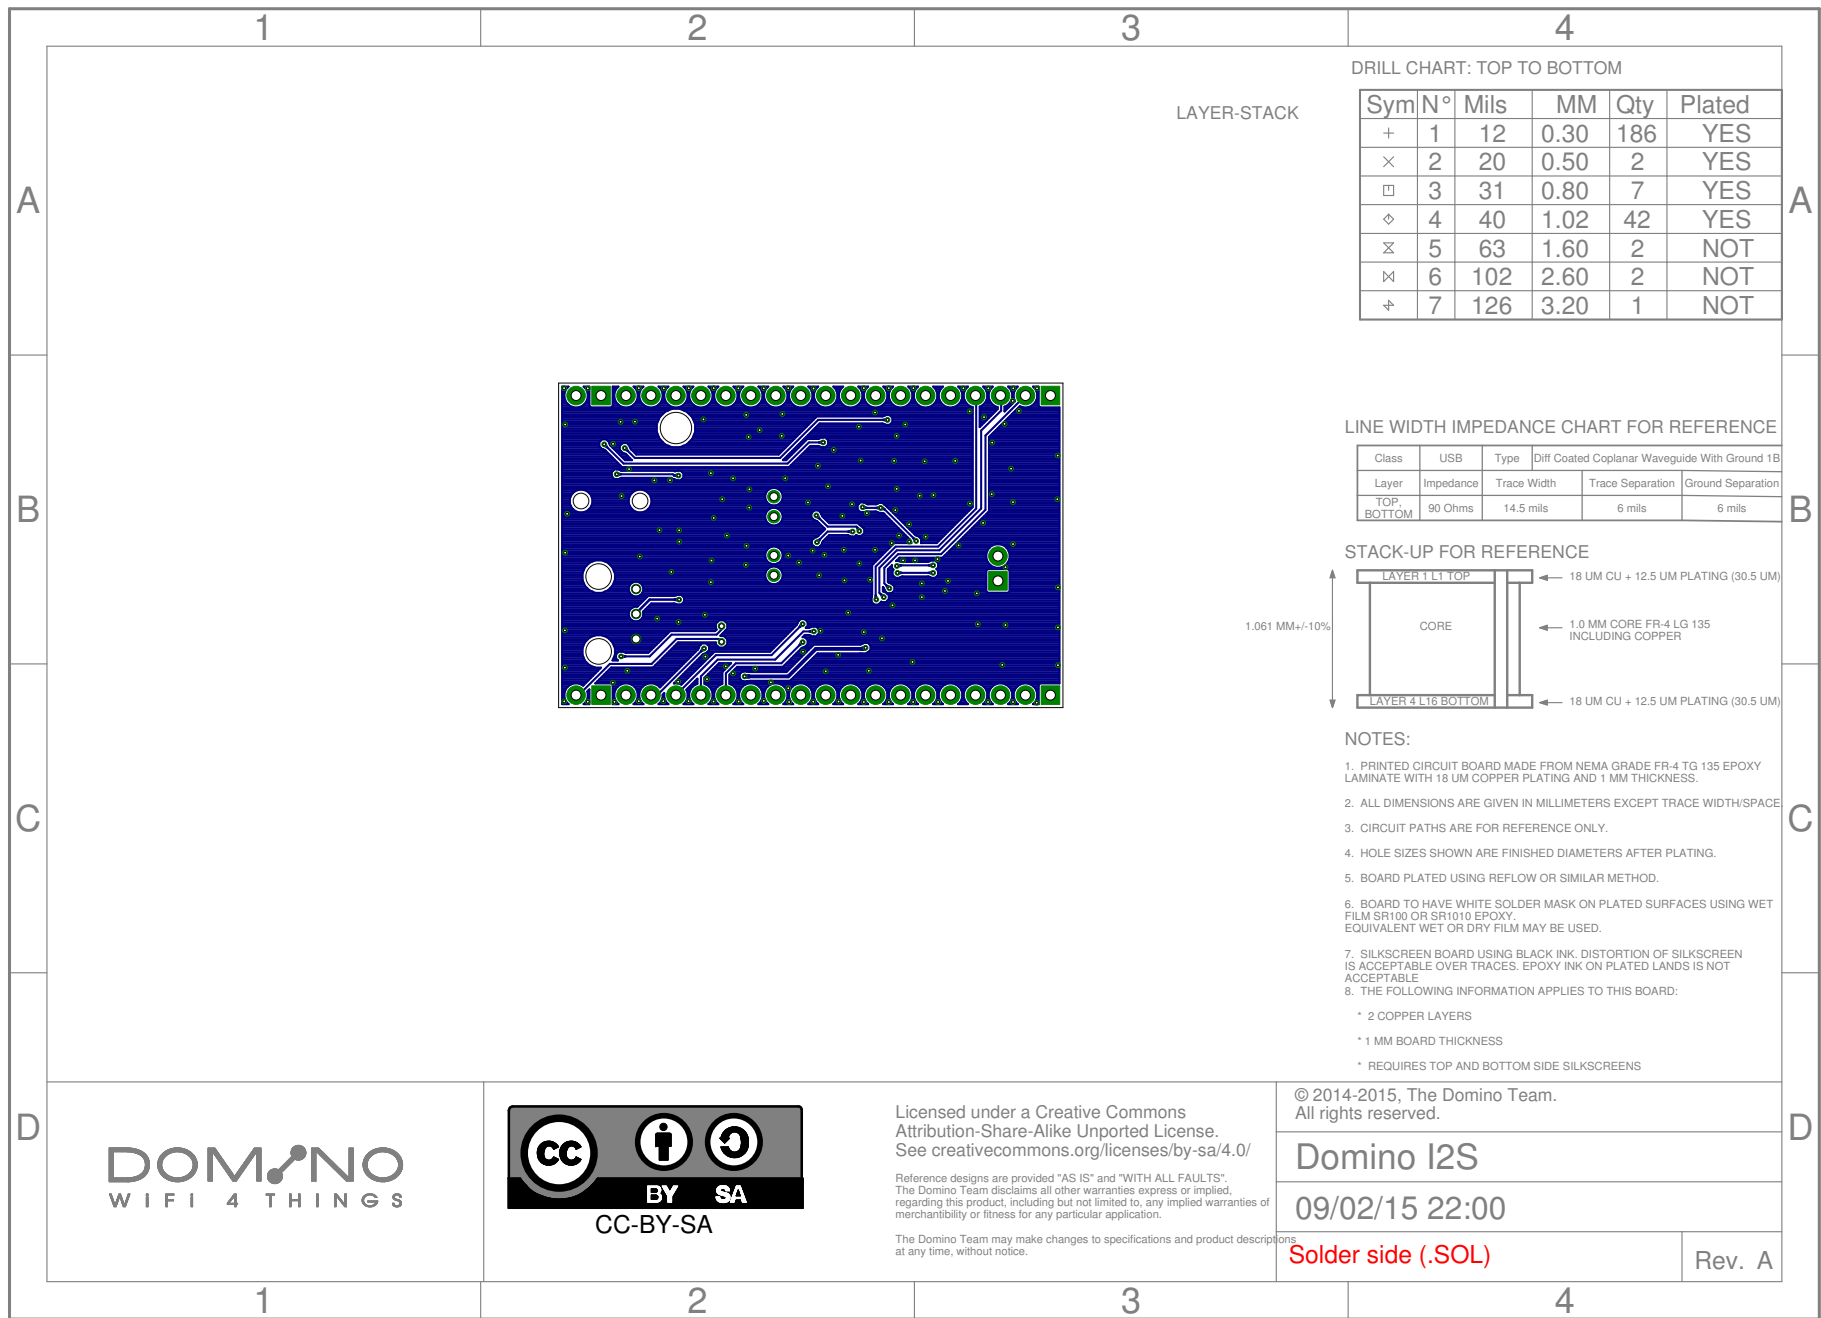 1 2 3 4
A
B
C
D
A
B
C
D
LAYER-STACK
DRILL CHART: TOP TO BOTTOM
Sym N° Mils MM Qty Plated
+ 1 12 0.30 186 YES
× 2 20 0.50 2 YES
3 31 0.80 7 YES
4 40 1.02 42 YES
5 63 1.60 2 NOT
6 102 2.60 2 NOT
7 126 3.20 1 NOT
LINE WIDTH IMPEDANCE CHART FOR REFERENCE
Class USB Type Diff Coated Coplanar Waveguide With Ground 1B
Layer Impedance Trace Width Trace Separation Ground Separation
TOP,
BOTTOM 90 Ohms 14.5 mils 6 mils 6 mils
STACK-UP FOR REFERENCE
LAYER 1 L1 TOP 18 UM CU + 12.5 UM PLATING (30.5 UM)
1.061 MM+/-10% CORE 1.0 MM CORE FR-4 LG 135
INCLUDING COPPER
LAYER 4 L16 BOTTOM 18 UM CU + 12.5 UM PLATING (30.5 UM)
NOTES:
1. PRINTED CIRCUIT BOARD MADE FROM NEMA GRADE FR-4 TG 135 EPOXY
LAMINATE WITH 18 UM COPPER PLATING AND 1 MM THICKNESS.
2. ALL DIMENSIONS ARE GIVEN IN MILLIMETERS EXCEPT TRACE WIDTH/SPACE
3. CIRCUIT PATHS ARE FOR REFERENCE ONLY.
4. HOLE SIZES SHOWN ARE FINISHED DIAMETERS AFTER PLATING.
5. BOARD PLATED USING REFLOW OR SIMILAR METHOD.
6. BOARD TO HAVE WHITE SOLDER MASK ON PLATED SURFACES USING WET
FILM SR100 OR SR1010 EPOXY.
EQUIVALENT WET OR DRY FILM MAY BE USED.
7. SILKSCREEN BOARD USING BLACK INK. DISTORTION OF SILKSCREEN
IS ACCEPTABLE OVER TRACES. EPOXY INK ON PLATED LANDS IS NOT
ACCEPTABLE
8. THE FOLLOWING INFORMATION APPLIES TO THIS BOARD:
* 2 COPPER LAYERS
* 1 MM BOARD THICKNESS
* REQUIRES TOP AND BOTTOM SIDE SILKSCREENS
DOMINO
WIFI 4 THINGS
cc
BY SA
CC-BY-SA
Licensed under a Creative Commons
Attribution-Share-Alike Unported License.
See creativecommons.org/licenses/by-sa/4.0/
Reference designs are provided "AS IS" and "WITH ALL FAULTS".
The Domino Team disclaims all other warranties express or implied,
regarding this product, including but not limited to, any implied warranties of
merchantibility or fitness for any particular application.
The Domino Team may make changes to specifications and product descriptions
at any time, without notice.
© 2014-2015, The Domino Team.
All rights reserved.
Domino I2S
09/02/15 22:00
Solder side (.SOL)
Rev. A
1 2 3 4